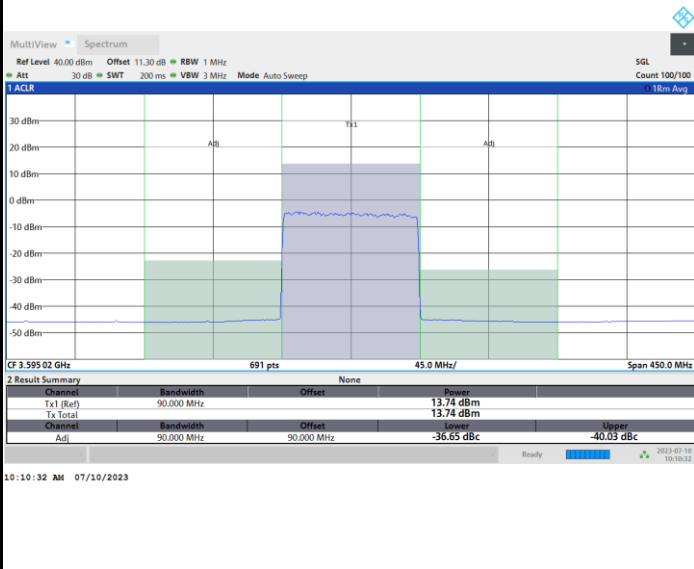 MultiView Spectrum
Ref Level 40.00 dBm Offset 11.30 dB RBW 1 MHz SGL
Att 30 dB SWT 200 ms VBW 3 MHz Mode Auto Sweep Count 100/100
1 ACLR 1Rm Avg
30 dBm
Tx1
20 dBm Adj Adj
10 dBm
0 dBm
-10 dBm
-20 dBm
-30 dBm
-40 dBm
-50 dBm
CF 3.595 02 GHz 691 pts 45.0 MHz/ Span 450.0 MHz
2 Result Summary None
Channel Bandwidth Offset Power
Tx1 (Ref) 90.000 MHz 13.74 dBm
Tx Total 13.74 dBm
Channel Bandwidth Offset Lower Upper
Adj 90.000 MHz 90.000 MHz -36.65 dBc -40.03 dBc
Ready 2023-07-10
10:10:32
10:10:32 AM 07/10/2023